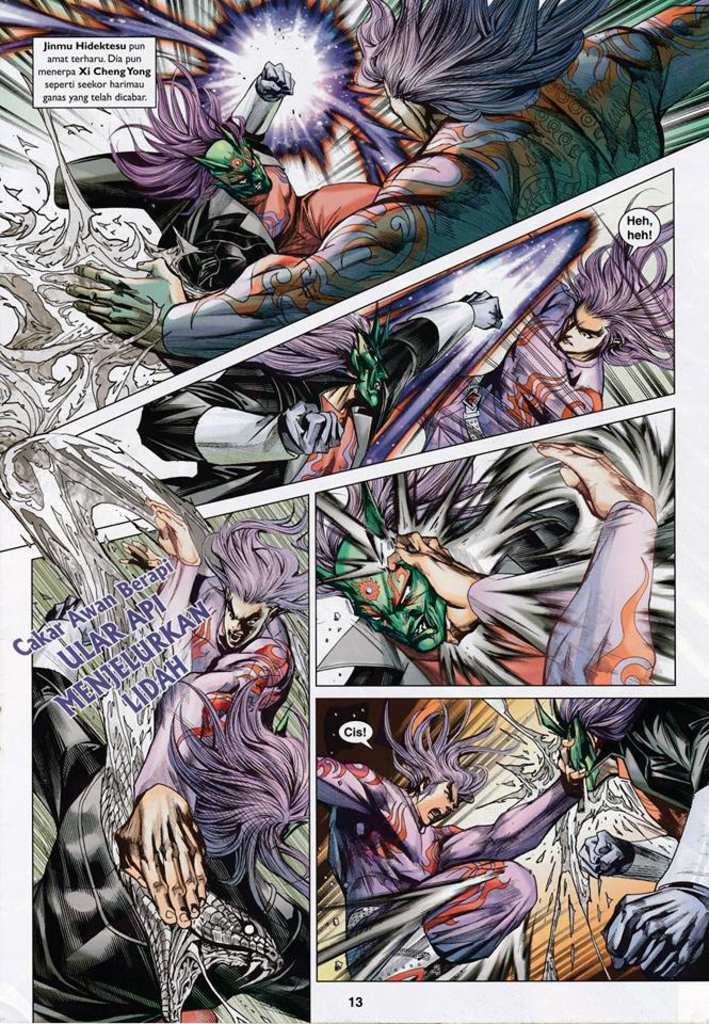 Jinmu Hidektesu pun
amat terharu. Dia pun
menerpa Xi Cheng Yong
seperti seekor harimau
ganas yang telah dicabar.
Heh,
heh!
Cakar Awan Berapi
ULAR API
MENJELURKAN
LIDAH
Cis!
13